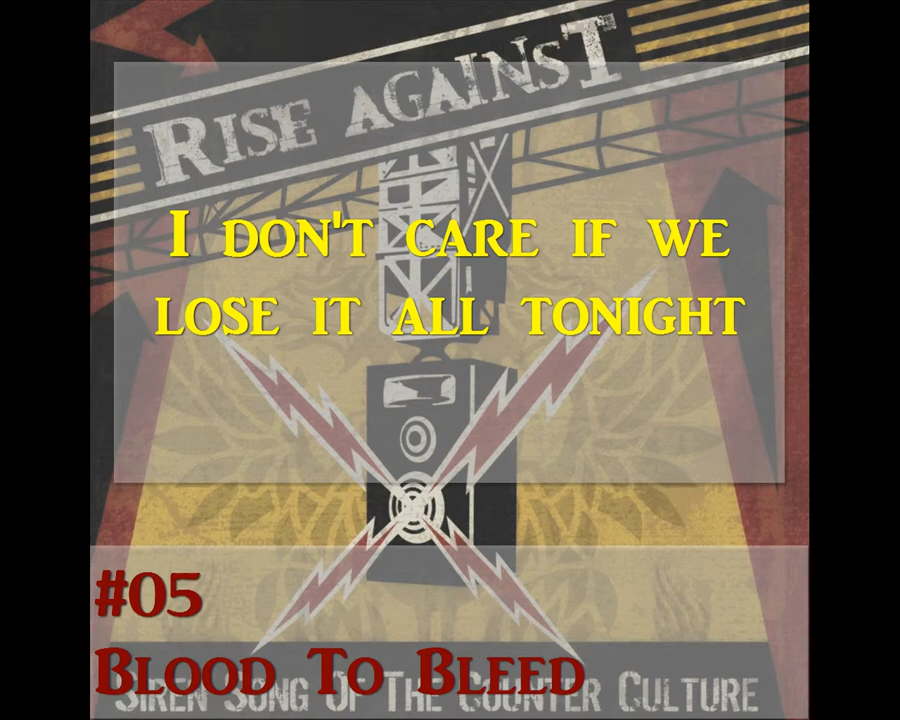 RISE AGAINST
I DON'T CARE IF WE
LOSE IT ALL TONIGHT
#05
BLOOD TO BLEED
SIREN SONG OF THE COUNTER CULTURE